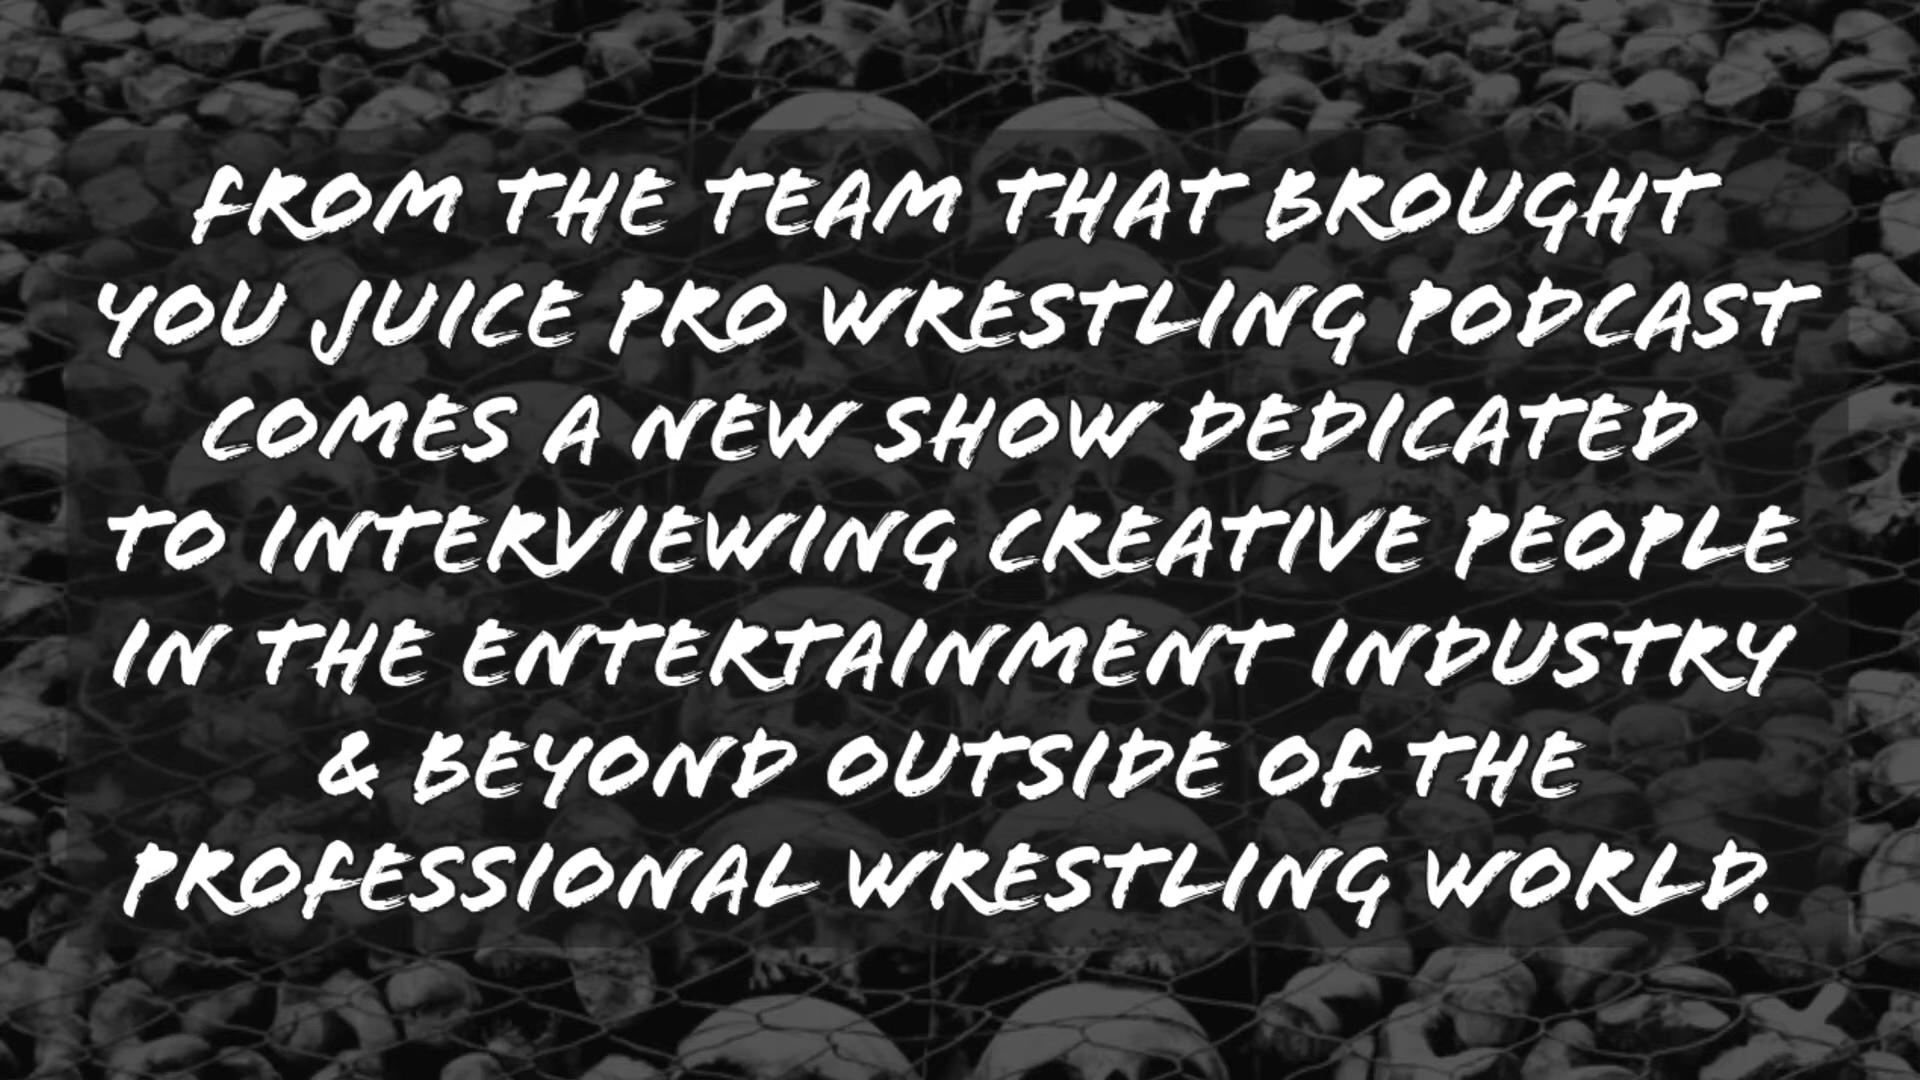 FROM THE TEAM THAT BROUGHT
YOU JUICE PRO WRESTLING PODCAST
COMES A NEW SHOW DEDICATED
TO INTERVIEWING CREATIVE PEOPLE
IN THE ENTERTAINMENT INDUSTRY
& BEYOND OUTSIDE OF THE
PROFESSIONAL WRESTLING WORLD.